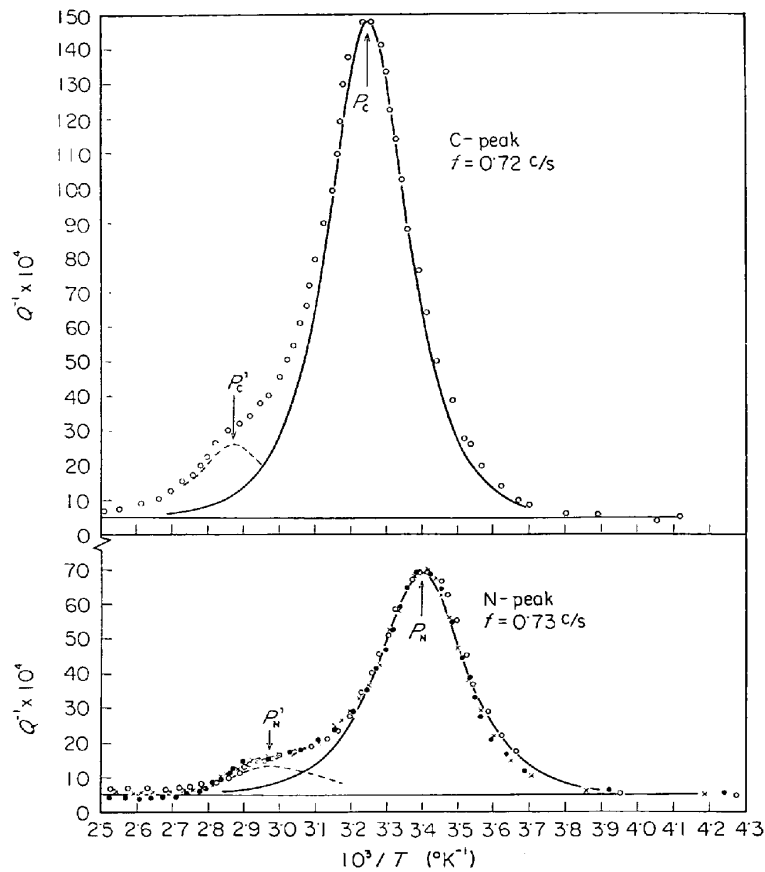 150
140
130
120
110
100
90
80
70
60
50
40
30
20
10
0
Q⁻¹ x 10⁴
P_C
C-peak
f = 0·72 c/s
P_C'
70
60
50
40
30
20
10
0
Q⁻¹ x 10⁴
N-peak
f = 0·73 c/s
P_N
P_N'
2·5 2·6 2·7 2·8 2·9 3·0 3·1 3·2 3·3 3·4 3·5 3·6 3·7 3·8 3·9 4·0 4·1 4·2 4·3
10³/T (°K⁻¹)